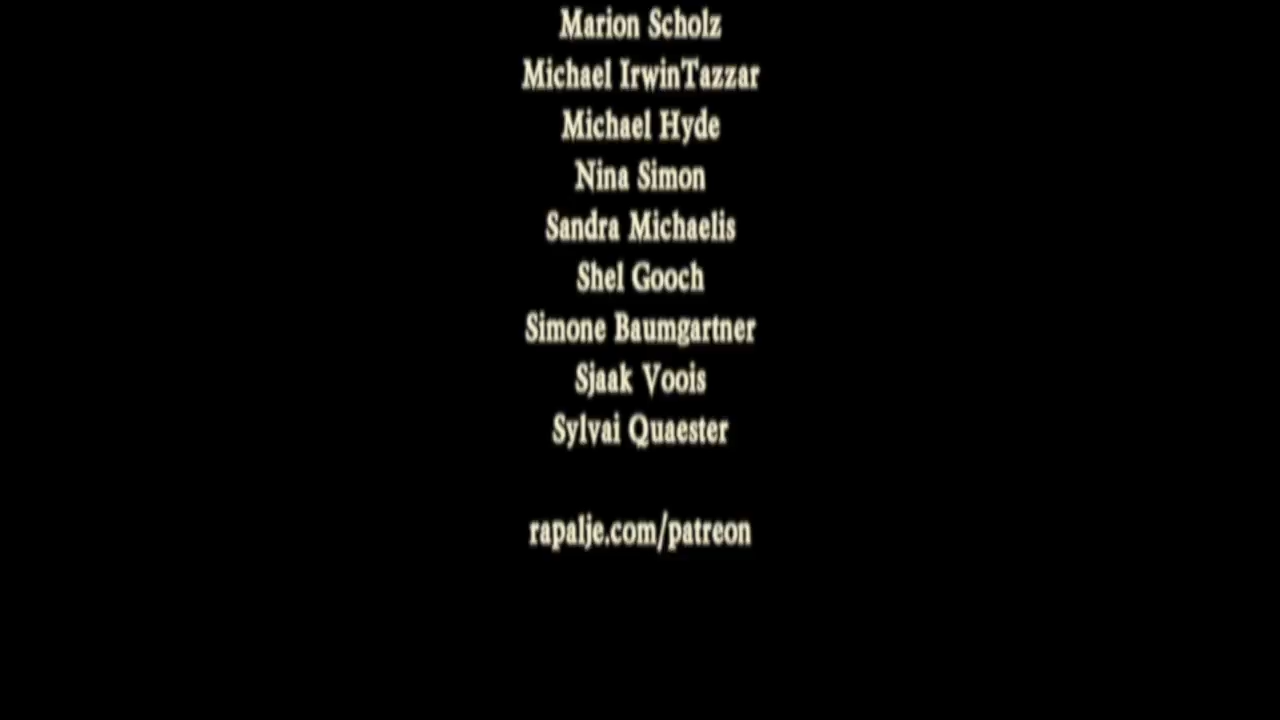 Marion Scholz
Michael IrwinTazzar
Michael Hyde
Nina Simon
Sandra Michaelis
Shel Gooch
Simone Baumgartner
Sjaak Voois
Sylvai Quaester
rapalje.com/patreon